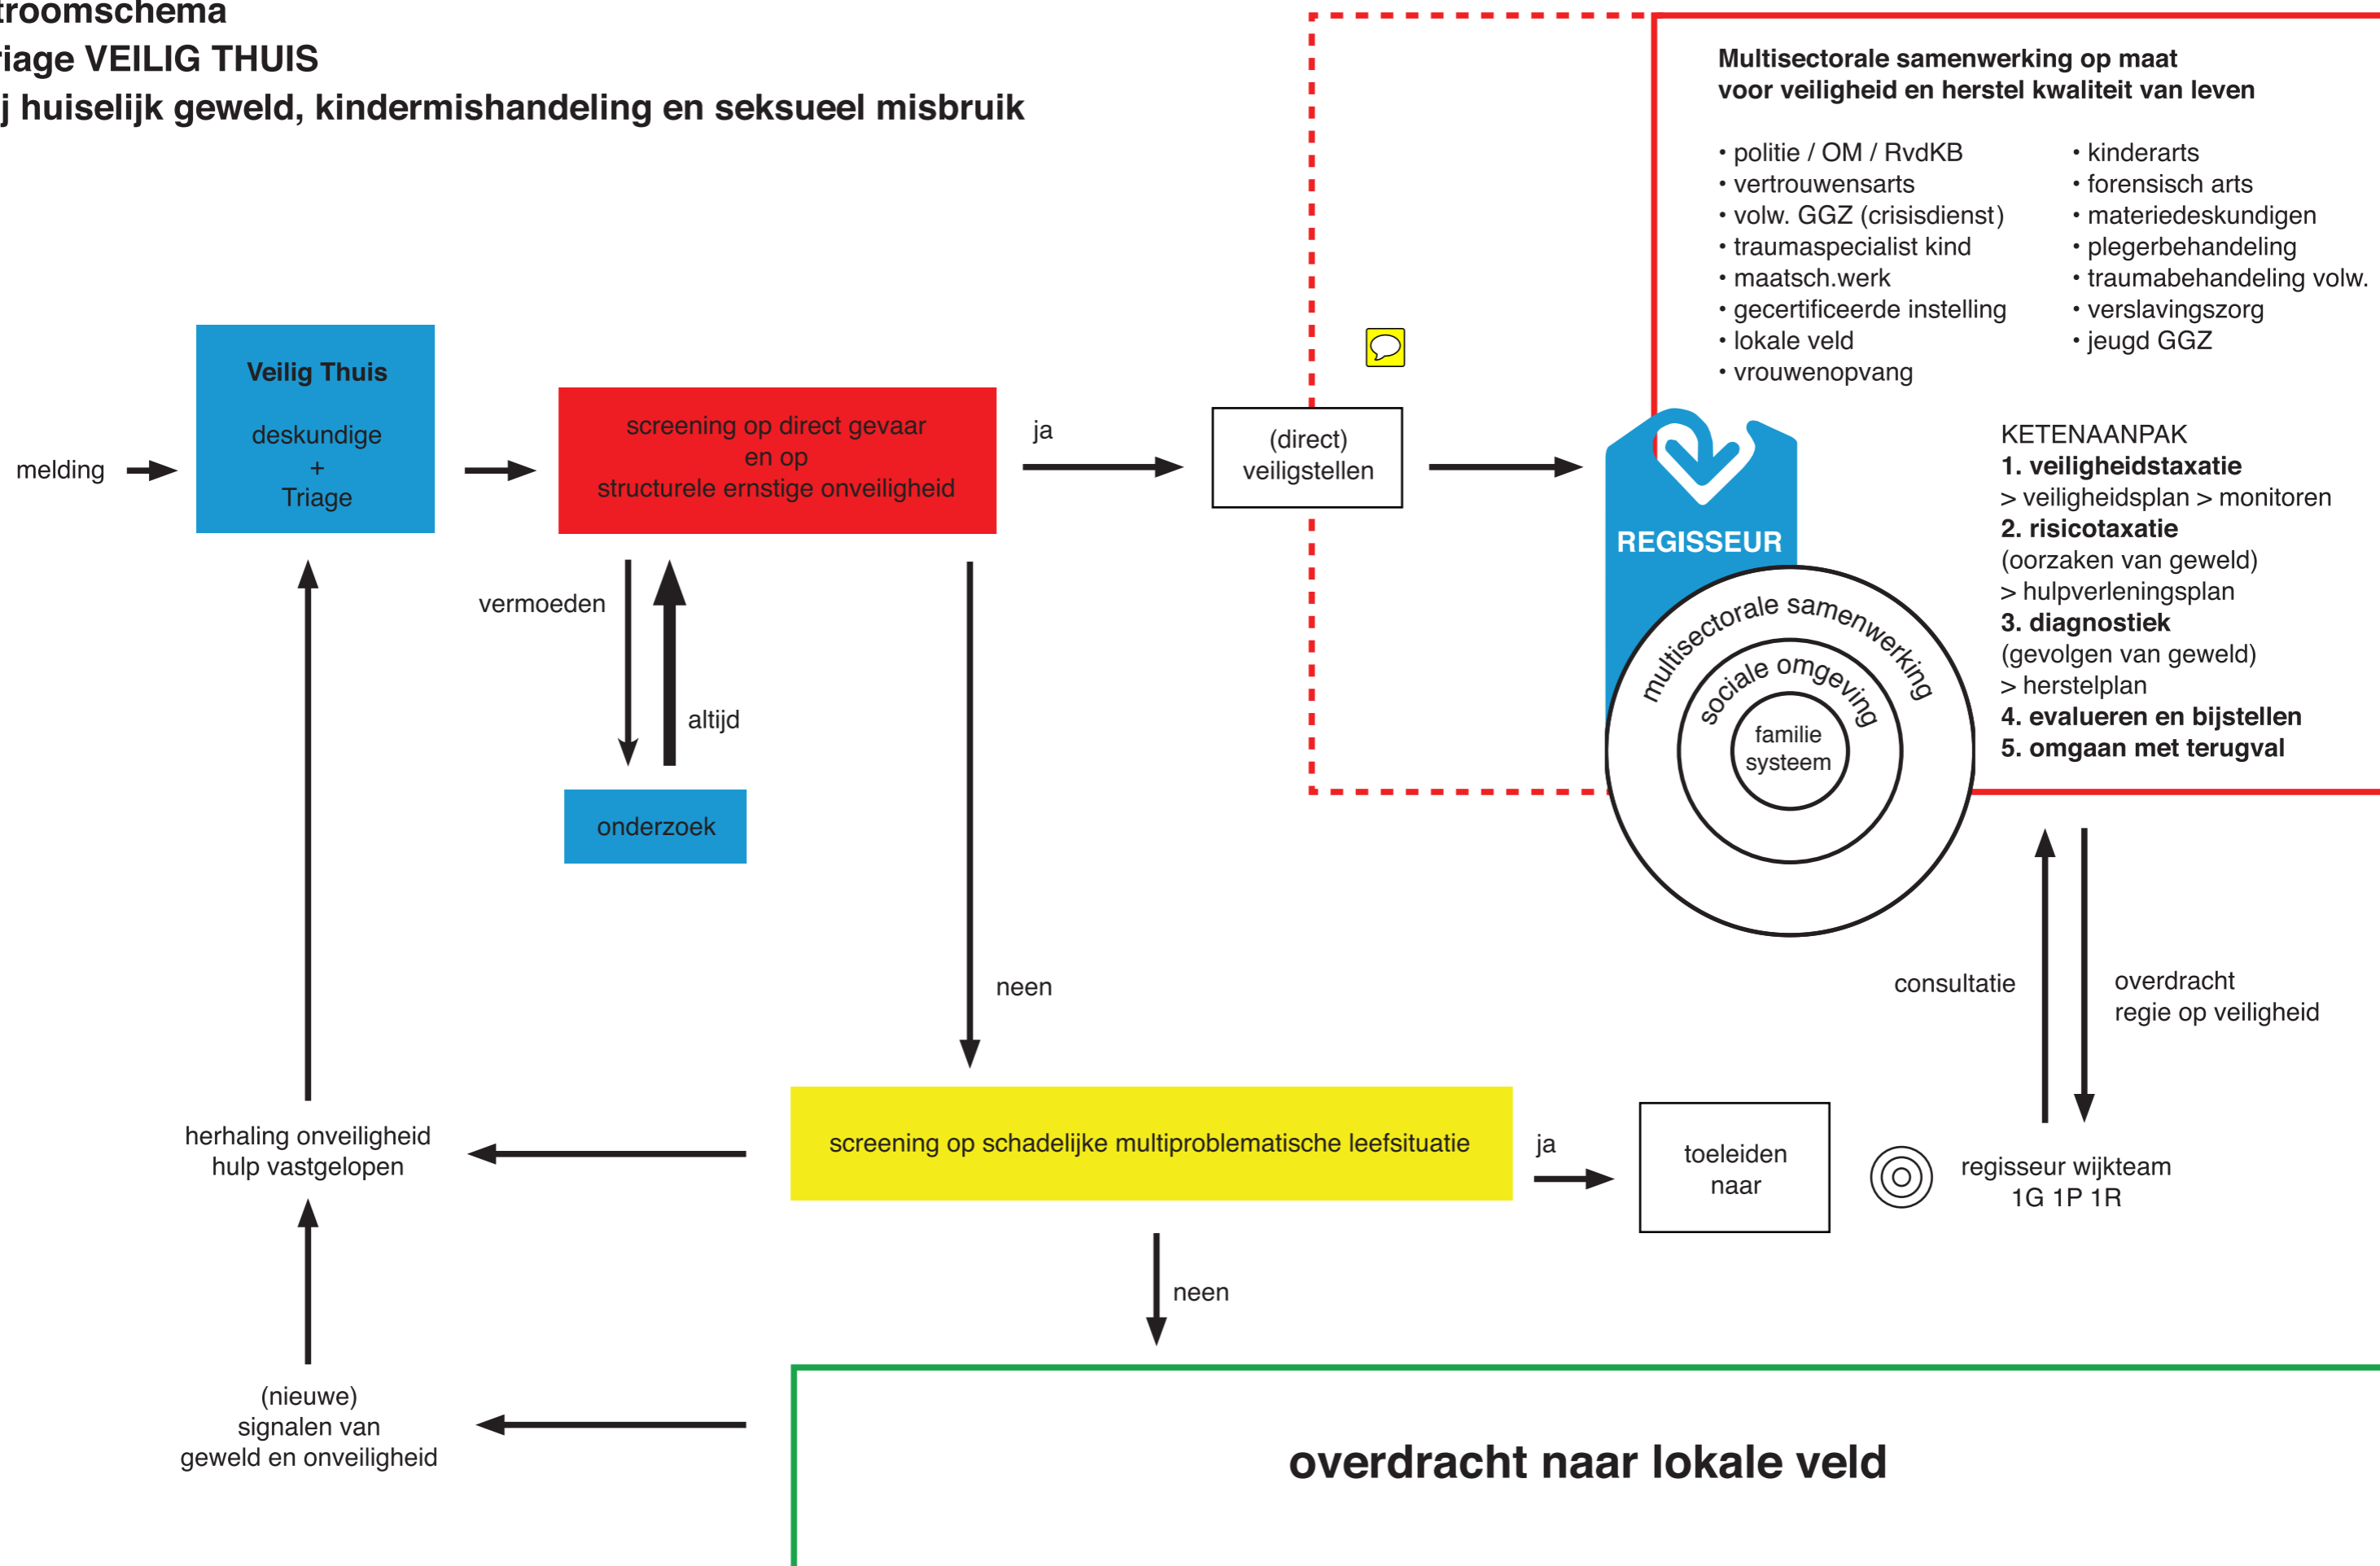 troomschema
riage VEILIG THUIS
j huiselijk geweld, kindermishandeling en seksueel misbruik
Multisectorale samenwerking op maat
voor veiligheid en herstel kwaliteit van leven
• politie / OM / RvdKB
• vertrouwensarts
• volw. GGZ (crisisdienst)
• traumaspecialist kind
• maatsch.werk
• gecertificeerde instelling
• lokale veld
• vrouwenopvang
• kinderarts
• forensisch arts
• materiedeskundigen
• plegerbehandeling
• traumabehandeling volw.
• verslavingszorg
• jeugd GGZ
melding
Veilig Thuis
deskundige
+
Triage
screening op direct gevaar
en op
structurele ernstige onveiligheid
ja
(direct)
veiligstellen
REGISSEUR
multisectorale samenwerking
sociale omgeving
familie
systeem
KETENAANPAK
1. veiligheidstaxatie
> veiligheidsplan > monitoren
2. risicotaxatie
(oorzaken van geweld)
> hulpverleningsplan
3. diagnostiek
(gevolgen van geweld)
> herstelplan
4. evalueren en bijstellen
5. omgaan met terugval
vermoeden
altijd
onderzoek
neen
consultatie
overdracht
regie op veiligheid
herhaling onveiligheid
hulp vastgelopen
screening op schadelijke multiproblematische leefsituatie
ja
toeleiden
naar
regisseur wijkteam
1G 1P 1R
neen
(nieuwe)
signalen van
geweld en onveiligheid
overdracht naar lokale veld